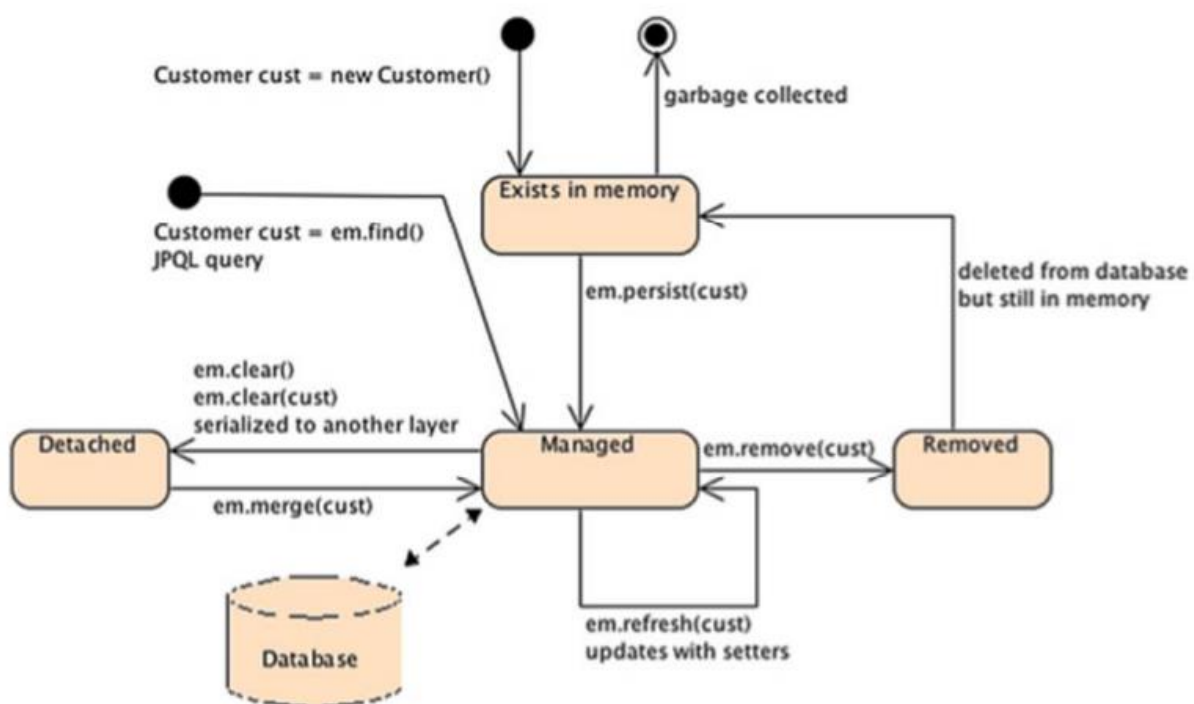 Customer cust = new Customer()
garbage collected
Exists in memory
Customer cust = em.find()
JPQL query
em.persist(cust)
deleted from database
but still in memory
em.clear()
em.clear(cust)
serialized to another layer
Detached
Managed
em.remove(cust)
Removed
em.merge(cust)
em.refresh(cust)
updates with setters
Database